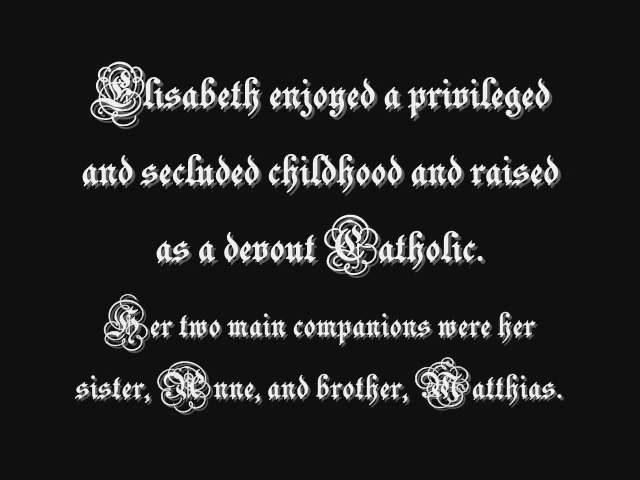 Elisabeth enjoyed a privileged
and secluded childhood and raised
as a devout Catholic.
Her two main companions were her
sister, Anne, and brother, Matthias.